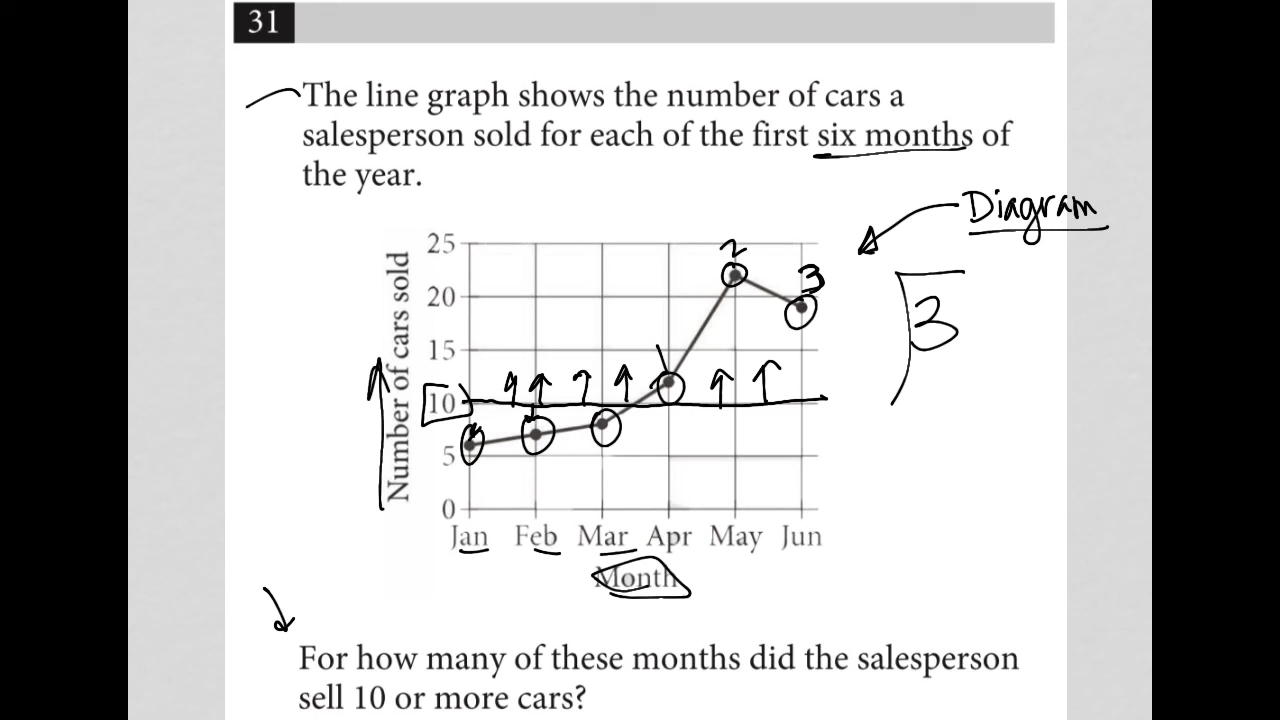 31
The line graph shows the number of cars a
salesperson sold for each of the first six months of
the year.
Diagram
Number of cars sold
25
20
15
10
5
0
2
3
1
3
Jan Feb Mar Apr May Jun
Month
For how many of these months did the salesperson
sell 10 or more cars?